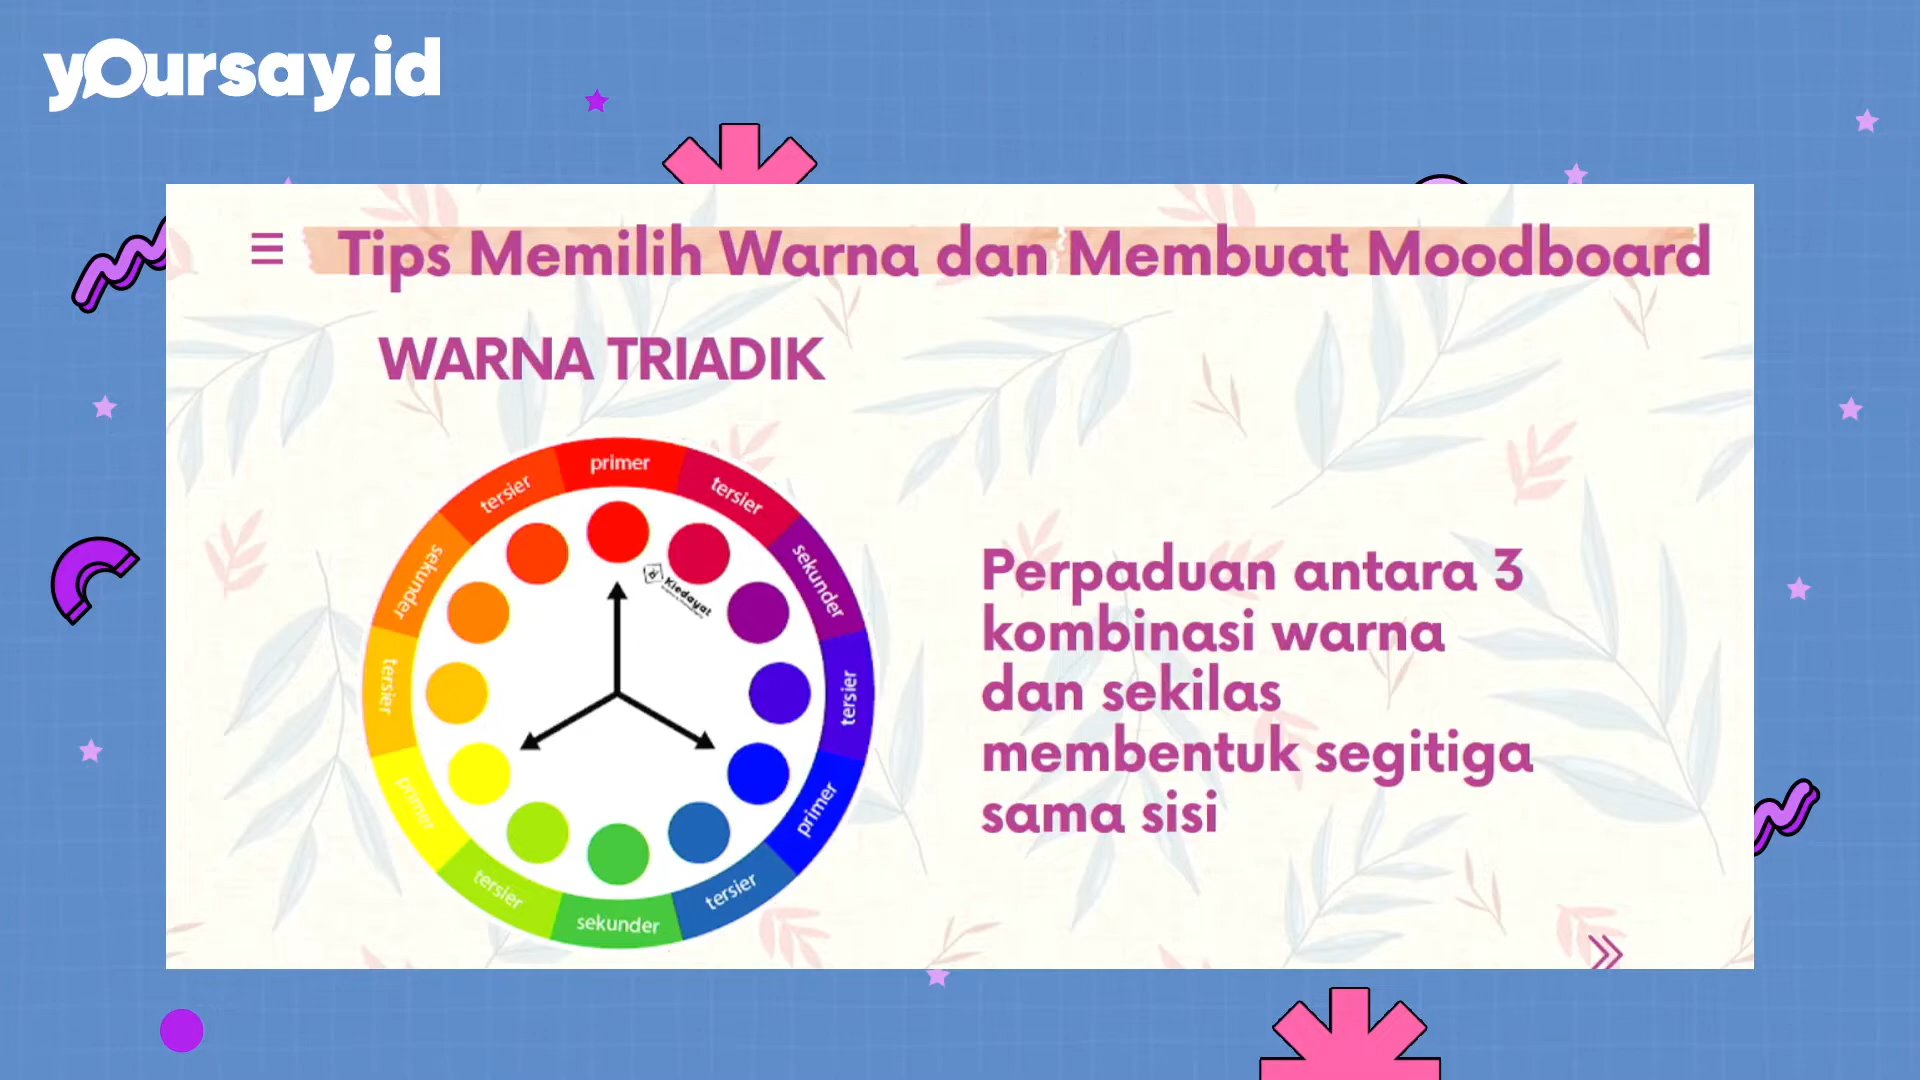 yoursay.id
Tips Memilih Warna dan Membuat Moodboard
WARNA TRIADIK
primer
tersier
tersier
sekunder
sekunder
Kledayat
tersier
tersier
primer
primer
tersier
tersier
sekunder
Perpaduan antara 3
kombinasi warna
dan sekilas
membentuk segitiga
sama sisi